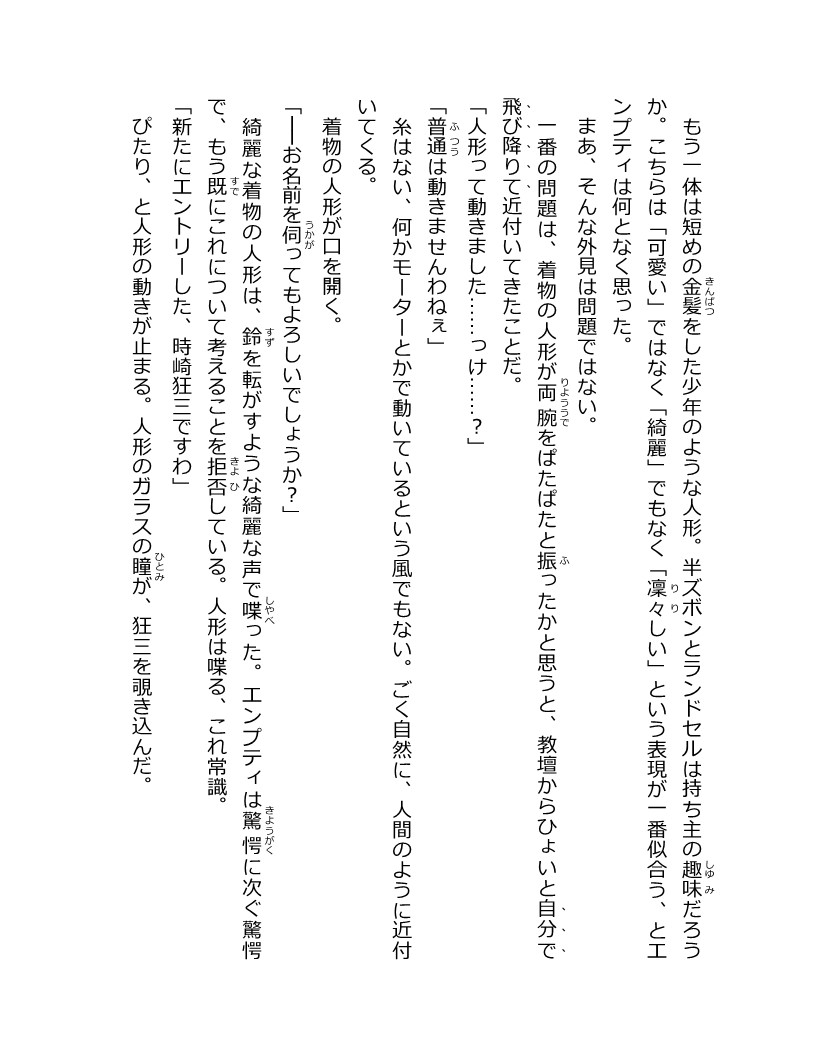 もう一体は短めの金髪をした少年のような人形。半ズボンとランドセルは持ち主の趣味だろう
か。こちらは「可愛い」ではなく「綺麗」でもなく「凜々しい」という表現が一番似合う、とエ
ンプティは何となく思った。
まあ、そんな外見は問題ではない。
一番の問題は、着物の人形が両腕をぱたぱたと振ったかと思うと、教壇からひょいと自分で
飛び降りて近付いてきたことだ。
「人形って動きました……っけ……？」
「普通は動きませんわねぇ」
糸はない、何かモーターとかで動いているという風でもない。ごく自然に、人間のように近付
いてくる。
着物の人形が口を開く。
「――お名前を伺ってもよろしいでしょうか？」
綺麗な着物の人形は、鈴を転がすような綺麗な声で喋った。エンプティは驚愕に次ぐ驚愕
で、もう既にこれについて考えることを拒否している。人形は喋る、これ常識。
「新たにエントリーした、時崎狂三ですわ」
ぴたり、と人形の動きが止まる。人形のガラスの瞳が、狂三を覗き込んだ。